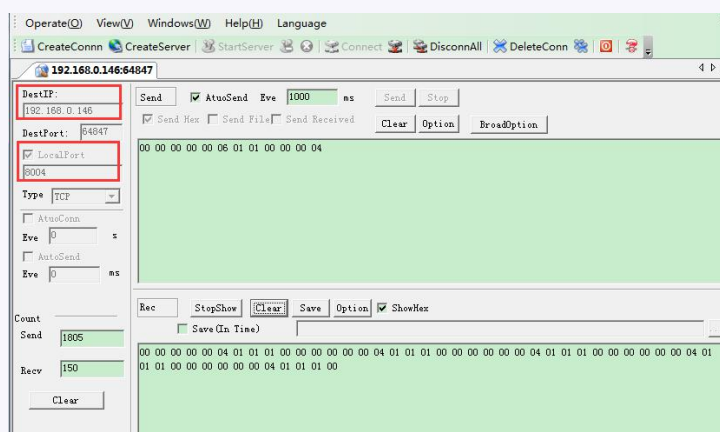 Operate(O) View(V) Windows(W) Help(H) Language
CreateConnn CreateServer StartServer Connect DisconnAll DeleteConn
192.168.0.146:64847
DestIP:
192.168.0.146
DestPort: 64847
LocalPort
8004
Type TCP
AtuoConn
Eve 0 s
AutoSend
Eve 0 ms
Count
Send 1805
Recv 150
Clear
Send AtuoSend Eve 1000 ms Send Stop
Send Hex Send File Send Received Clear Option BroadOption
00 00 00 00 00 06 01 01 00 00 00 04
Rec StopShow Clear Save Option ShowHex
Save(In Time)
00 00 00 00 00 04 01 01 01 00 00 00 00 00 00 04 01 01 01 00 00 00 00 00 00 04 01 01 01 00 00 00 00 00 00 04 01
01 01 00 00 00 00 00 00 04 01 01 01 00